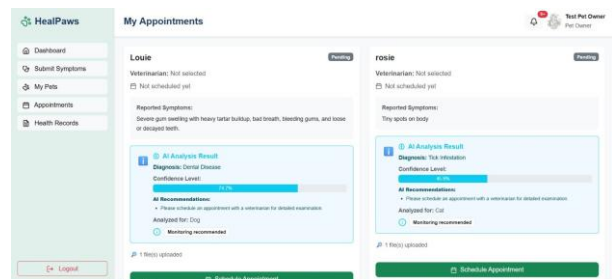 HealPaws
My Appointments
9+
Test Pet Owner
Pet Owner
Dashboard
Submit Symptoms
My Pets
Appointments
Health Records
Logout
Louie
Pending
Veterinarian: Not selected
Not scheduled yet
Reported Symptoms:
Severe gum swelling with heavy tartar buildup, bad breath, bleeding gums, and loose
or decayed teeth.
AI Analysis Result
Diagnosis: Dental Disease
Confidence Level:
AI Recommendations:
Please schedule an appointment with a veterinarian for detailed examination
Analyzed for: Dog
Monitoring recommended
1 file(s) uploaded
Schedule Appointment
rosie
Pending
Veterinarian: Not selected
Not scheduled yet
Reported Symptoms:
Tiny spots on body
AI Analysis Result
Diagnosis: Tick Infestation
Confidence Level:
AI Recommendations:
Please schedule an appointment with a veterinarian for detailed examination
Analyzed for: Cat
Monitoring recommended
1 file(s) uploaded
Schedule Appointment